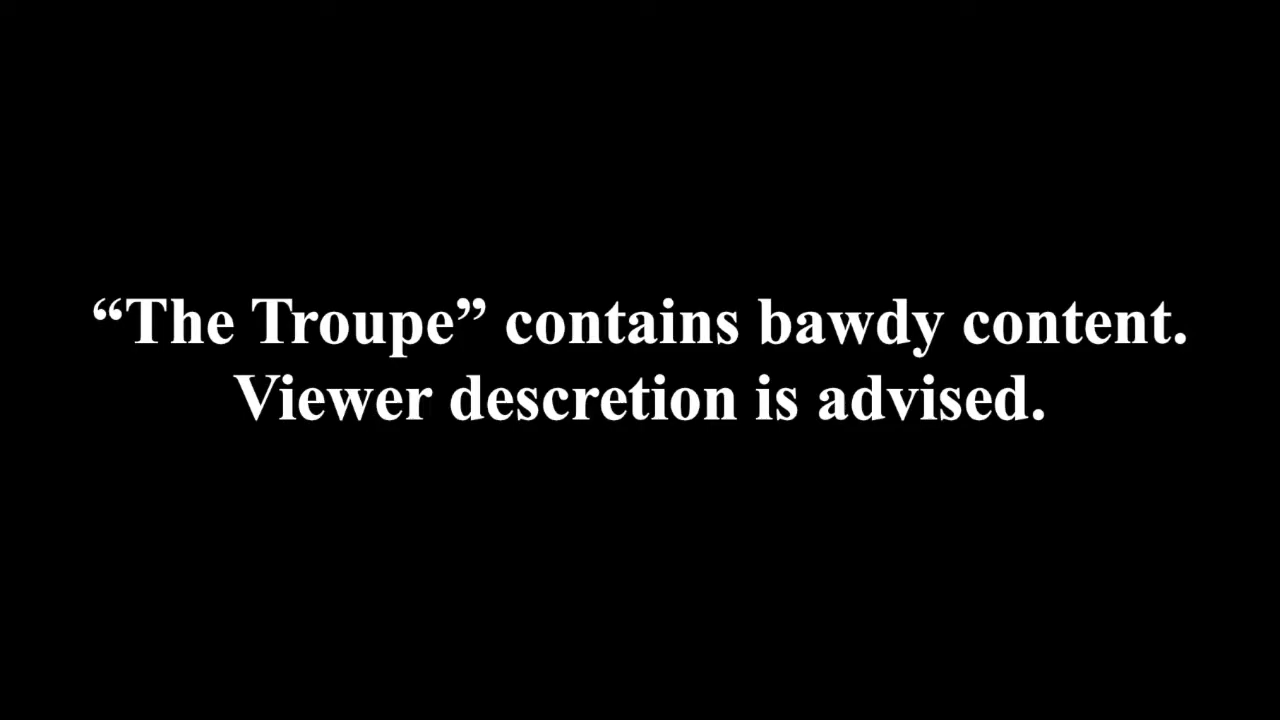 “The Troupe” contains bawdy content.
Viewer descretion is advised.